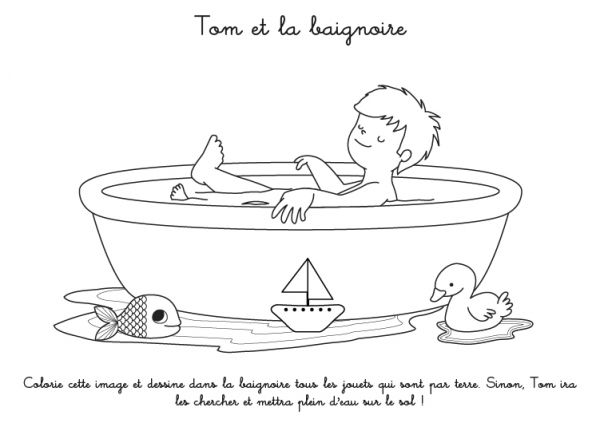 Tom et la baignoire
Colorie cette image et dessine dans la baignoire tous les jouets qui sont par terre. Sinon, Tom ira
les chercher et mettra plein d'eau sur le sol !